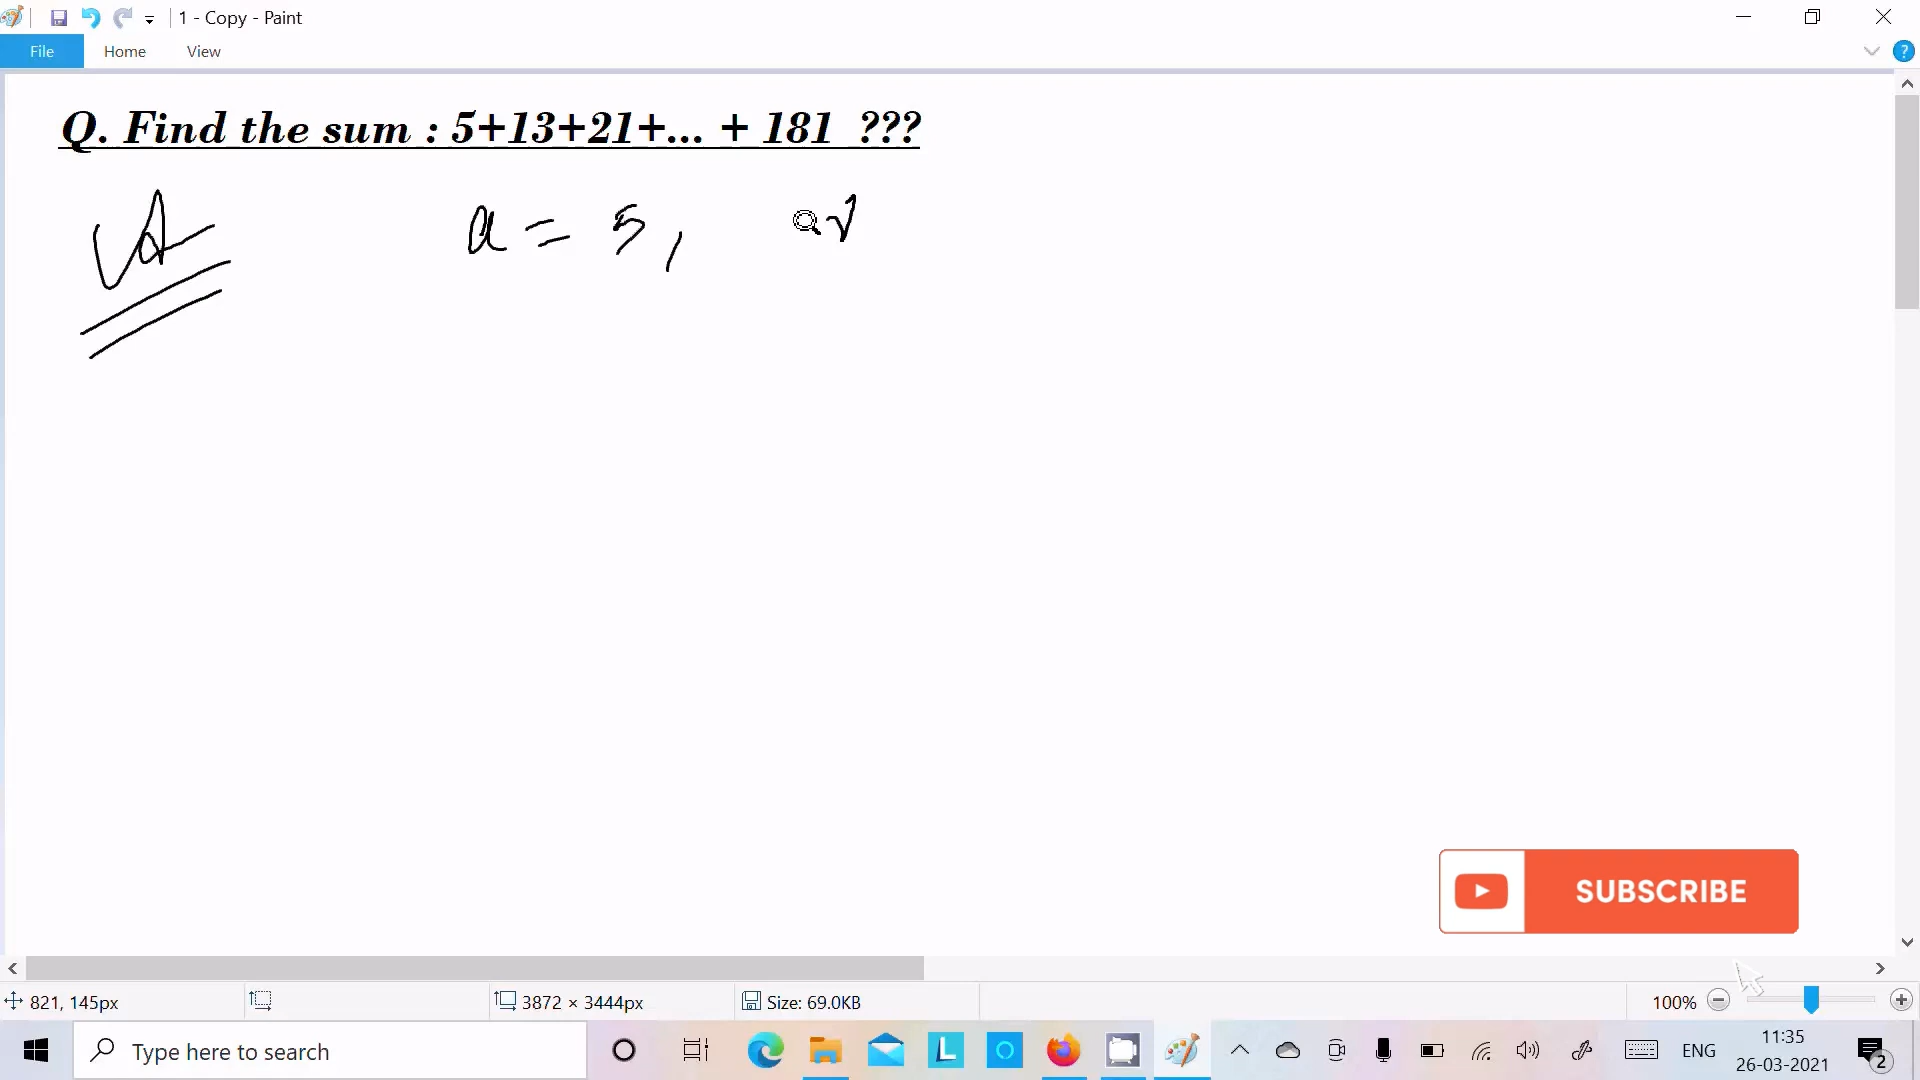 1 - Copy - Paint
File Home View
Q. Find the sum : 5+13+21+... + 181 ???
a = 5,
SUBSCRIBE
821, 145px 3872 × 3444px Size: 69.0KB 100%
Type here to search ENG 11:35
26-03-2021 2